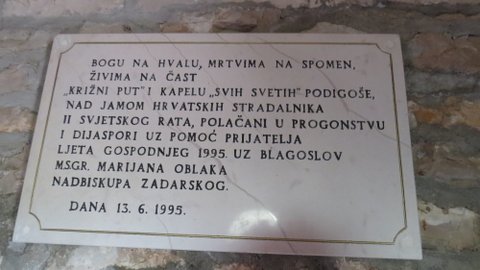 BOGU NA HVALU, MRTVIMA NA SPOMEN,
ŽIVIMA NA ČAST
„KRIŽNI PUT" I KAPELU „SVIH SVETIH" PODIGOŠE,
NAD JAMOM HRVATSKIH STRADALNIKA
II SVJETSKOG RATA, POLAČANI U PROGONSTVU
I DIJASPORI UZ POMOĆ PRIJATELJA
LJETA GOSPODNJEG 1995. UZ BLAGOSLOV
M.S.GR. MARIJANA OBLAKA
NADBISKUPA ZADARSKOG.
DANA 13. 6. 1995.